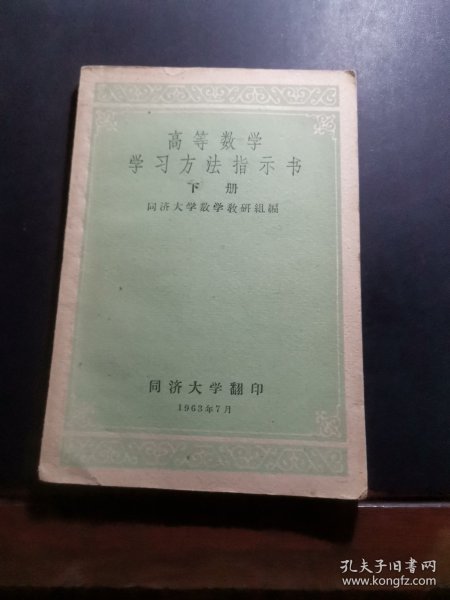 高等数学
学习方法指示书
下册
同济大学数学教研組編
同济大学翻印
1963年7月
孔夫子旧书网
www.kongfz.com